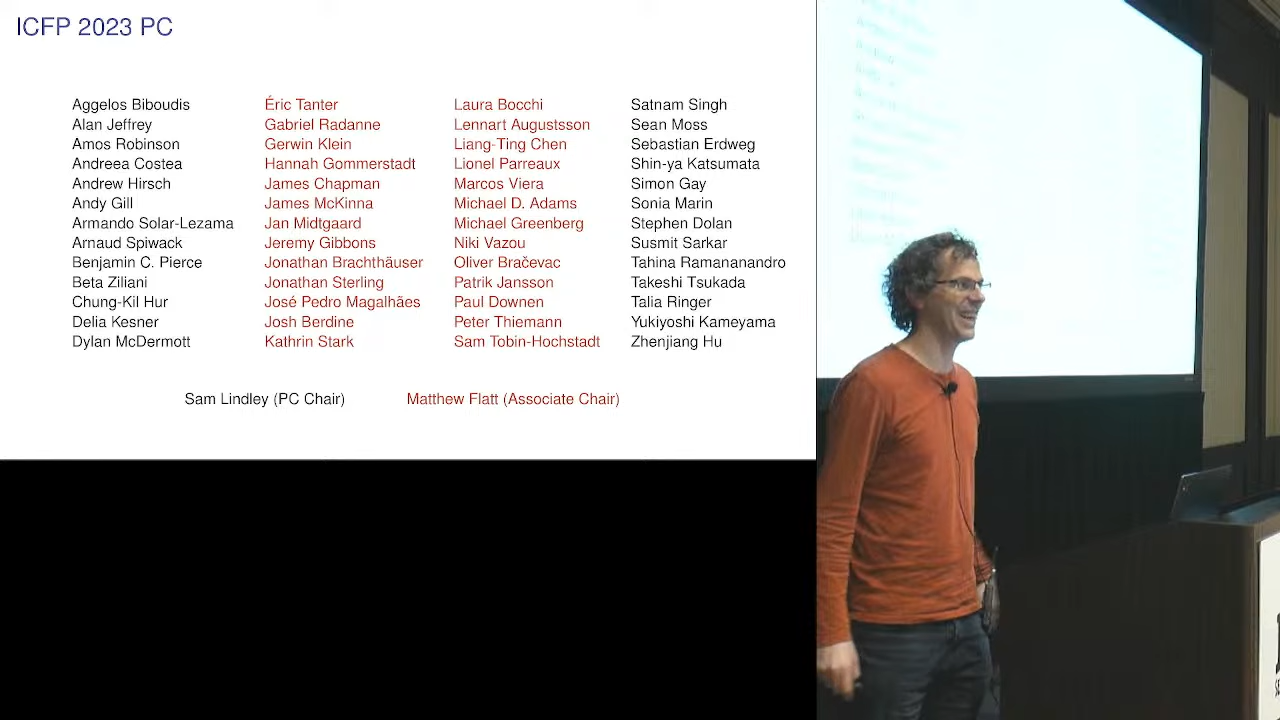 ICFP 2023 PC
Aggelos Biboudis
Alan Jeffrey
Amos Robinson
Andreea Costea
Andrew Hirsch
Andy Gill
Armando Solar-Lezama
Arnaud Spiwack
Benjamin C. Pierce
Beta Ziliani
Chung-Kil Hur
Delia Kesner
Dylan McDermott
Éric Tanter
Gabriel Radanne
Gerwin Klein
Hannah Gommerstadt
James Chapman
James McKinna
Jan Midtgaard
Jeremy Gibbons
Jonathan Brachthäuser
Jonathan Sterling
José Pedro Magalhães
Josh Berdine
Kathrin Stark
Laura Bocchi
Lennart Augustsson
Liang-Ting Chen
Lionel Parreaux
Marcos Viera
Michael D. Adams
Michael Greenberg
Niki Vazou
Oliver Bračevac
Patrik Jansson
Paul Downen
Peter Thiemann
Sam Tobin-Hochstadt
Satnam Singh
Sean Moss
Sebastian Erdweg
Shin-ya Katsumata
Simon Gay
Sonia Marin
Stephen Dolan
Susmit Sarkar
Tahina Ramananandro
Takeshi Tsukada
Talia Ringer
Yukiyoshi Kameyama
Zhenjiang Hu
Sam Lindley (PC Chair)
Matthew Flatt (Associate Chair)